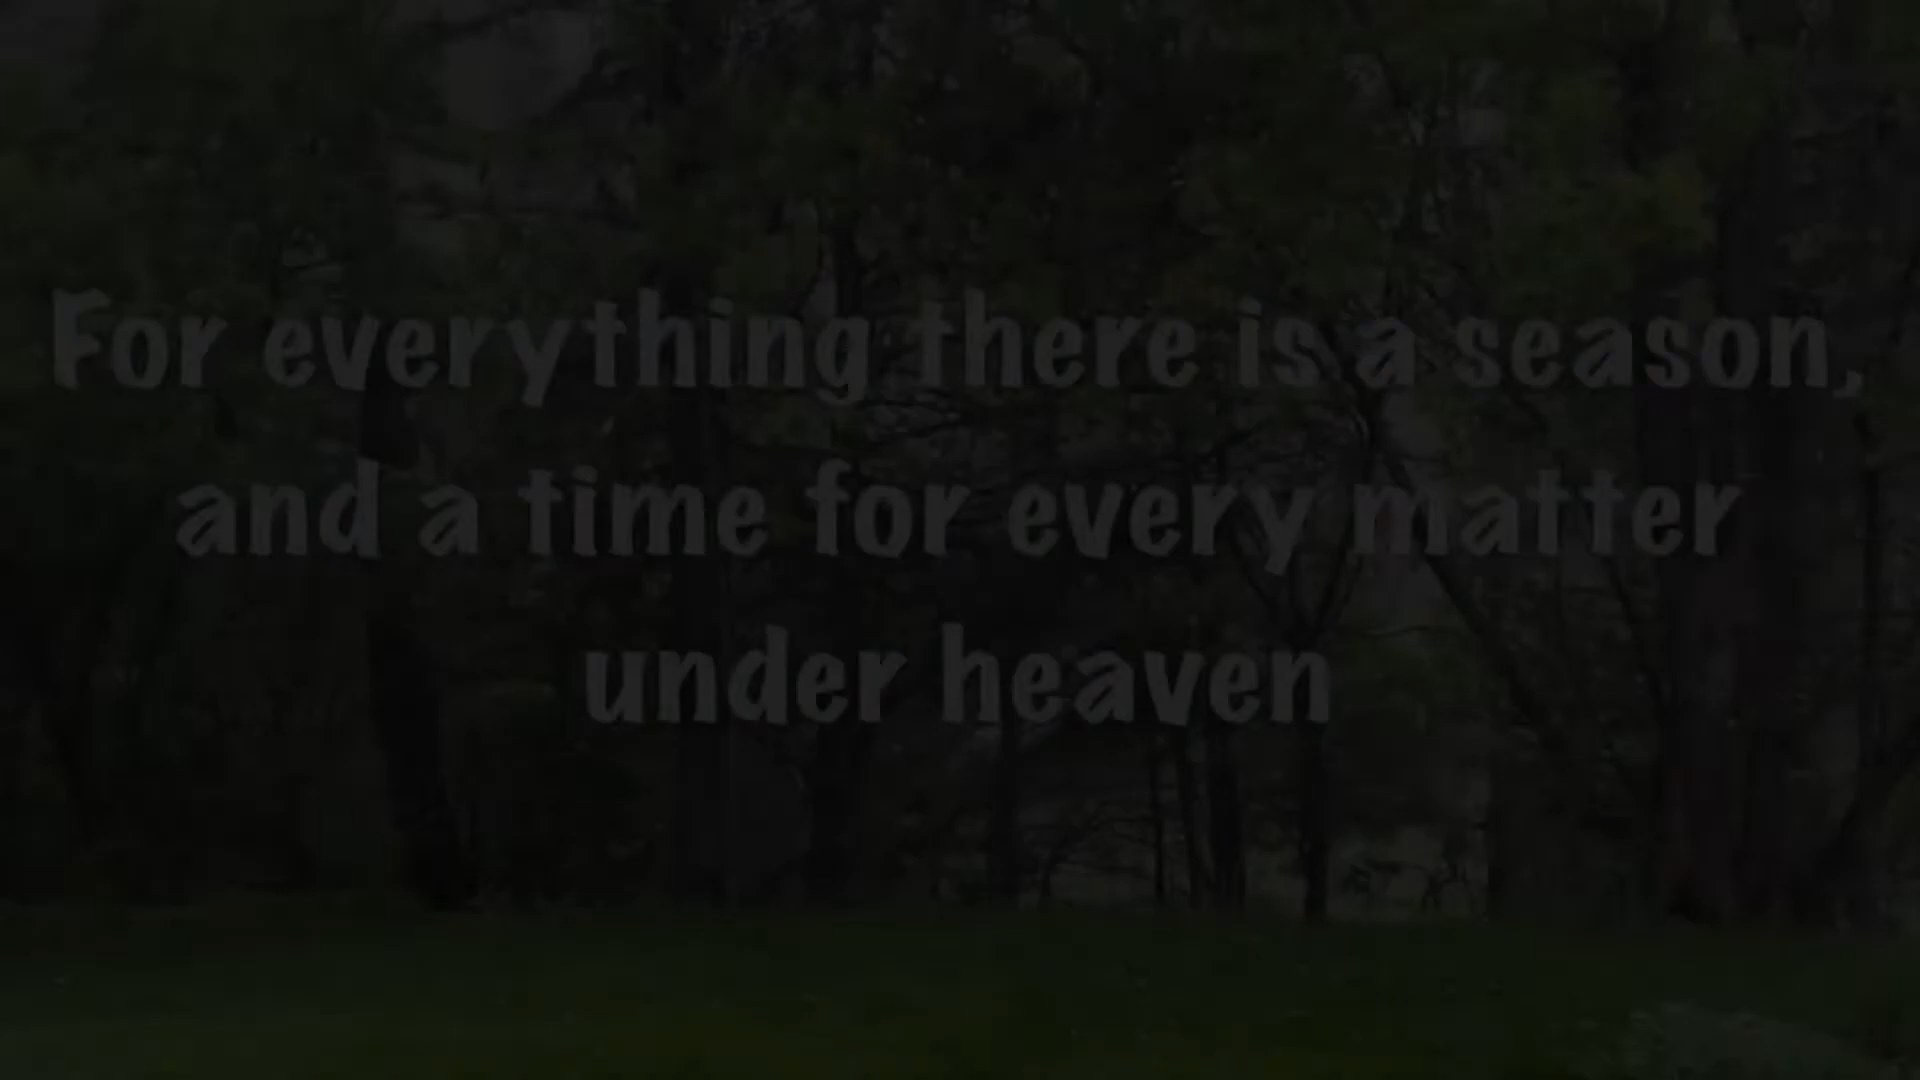 For everything there is a season,
and a time for every matter
under heaven